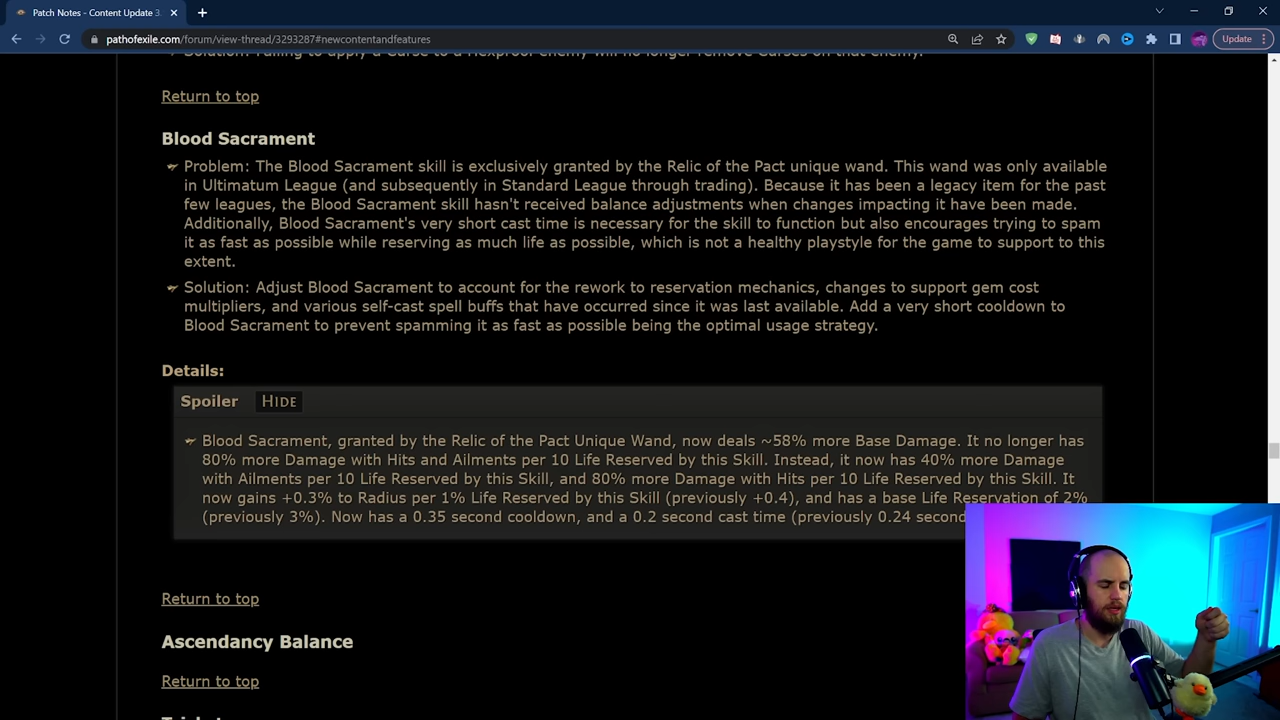 Patch Notes - Content Update 3.
pathofexile.com/forum/view-thread/3293287#newcontentandfeatures
Update
Solution: Failing to apply a Curse to a Hexproof enemy will no longer remove Curses on that enemy.
Return to top
Blood Sacrament
Problem: The Blood Sacrament skill is exclusively granted by the Relic of the Pact unique wand. This wand was only available
in Ultimatum League (and subsequently in Standard League through trading). Because it has been a legacy item for the past
few leagues, the Blood Sacrament skill hasn't received balance adjustments when changes impacting it have been made.
Additionally, Blood Sacrament's very short cast time is necessary for the skill to function but also encourages trying to spam
it as fast as possible while reserving as much life as possible, which is not a healthy playstyle for the game to support to this
extent.
Solution: Adjust Blood Sacrament to account for the rework to reservation mechanics, changes to support gem cost
multipliers, and various self-cast spell buffs that have occurred since it was last available. Add a very short cooldown to
Blood Sacrament to prevent spamming it as fast as possible being the optimal usage strategy.
Details:
Spoiler HIDE
Blood Sacrament, granted by the Relic of the Pact Unique Wand, now deals ~58% more Base Damage. It no longer has
80% more Damage with Hits and Ailments per 10 Life Reserved by this Skill. Instead, it now has 40% more Damage
with Ailments per 10 Life Reserved by this Skill, and 80% more Damage with Hits per 10 Life Reserved by this Skill. It
now gains +0.3% to Radius per 1% Life Reserved by this Skill (previously +0.4), and has a base Life Reservation of 2%
(previously 3%). Now has a 0.35 second cooldown, and a 0.2 second cast time (previously 0.24 second
Return to top
Ascendancy Balance
Return to top